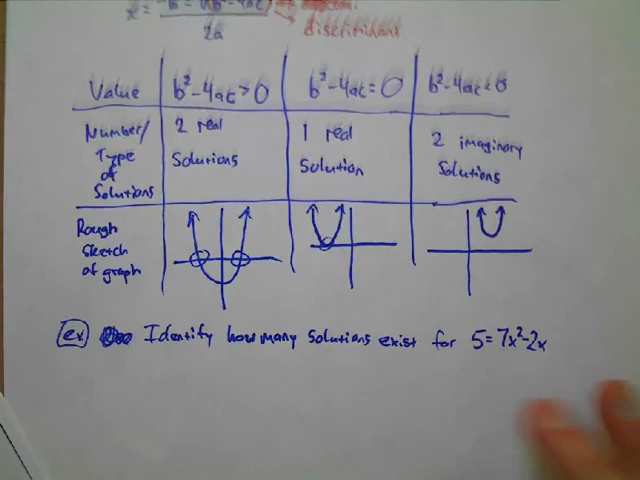 x = -b ± √b²-4ac
2a
discriminant
Value b²-4ac > 0 b²-4ac = 0 b²-4ac < 0
Number/ Type of Solutions 2 real Solutions 1 real Solution 2 imaginary Solutions
Rough Sketch of graph
ex Identify how many Solutions exist for 5=7x²-2x